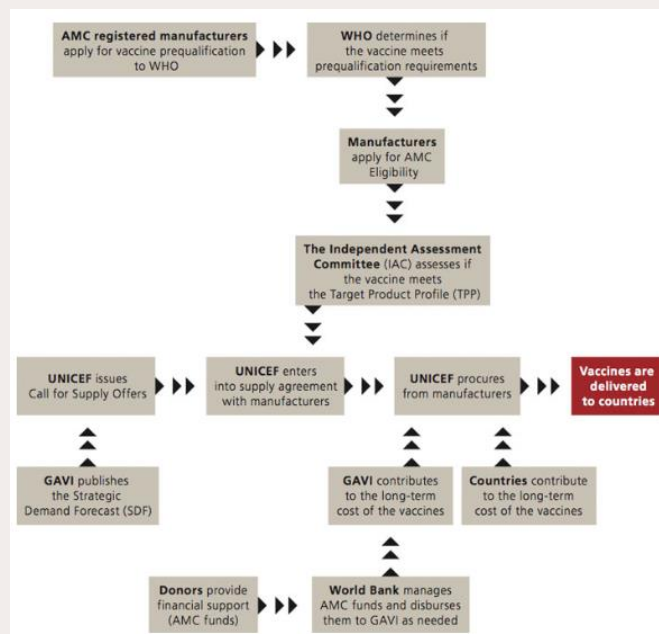 AMC registered manufacturers
apply for vaccine prequalification
to WHO
WHO determines if
the vaccine meets
prequalification requirements
Manufacturers
apply for AMC
Eligibility
The Independent Assessment
Committee (IAC) assesses if
the vaccine meets
the Target Product Profile (TPP)
UNICEF issues
Call for Supply Offers
UNICEF enters
into supply agreement
with manufacturers
UNICEF procures
from manufacturers
Vaccines are
delivered
to countries
GAVI publishes
the Strategic
Demand Forecast (SDF)
GAVI contributes
to the long-term
cost of the vaccines
Countries contribute
to the long-term
cost of the vaccines
Donors provide
financial support
(AMC funds)
World Bank manages
AMC funds and disburses
them to GAVI as needed